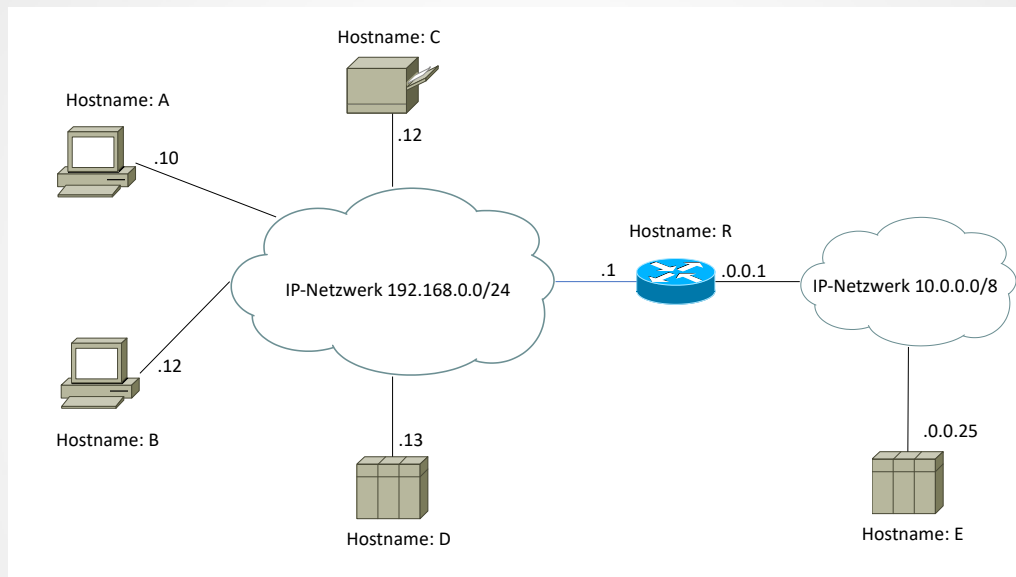 Hostname: C
Hostname: A
.12
.10
Hostname: R
.1
.0.0.1
IP-Netzwerk 192.168.0.0/24
IP-Netzwerk 10.0.0.0/8
.12
Hostname: B
.13
.0.0.25
Hostname: D
Hostname: E